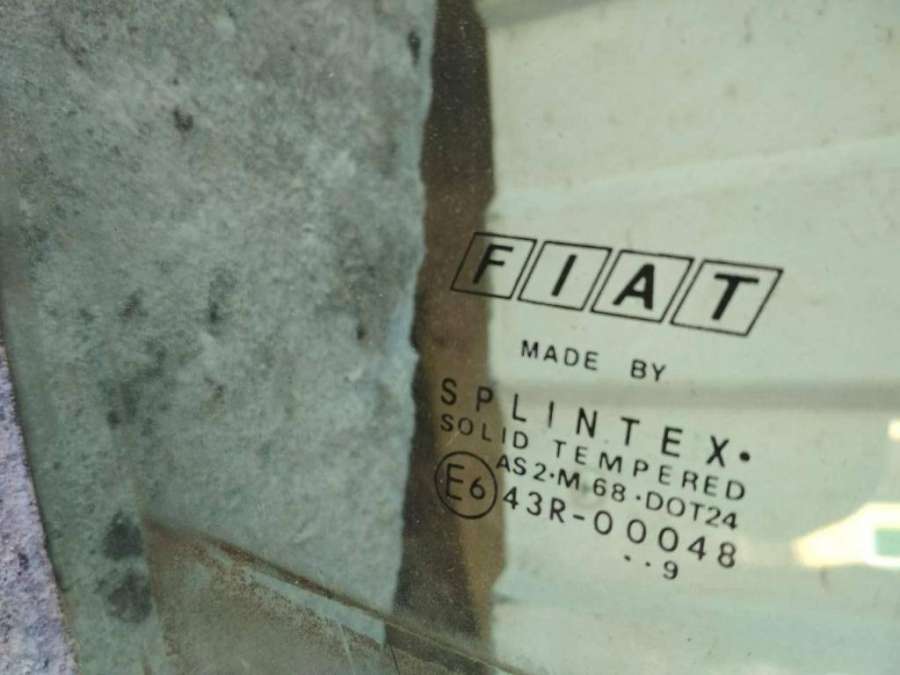 FIAT
MADE BY
SPLINTEX.
SOLID TEMPERED
AS2·M68·DOT24
E6 43R-00048
..9